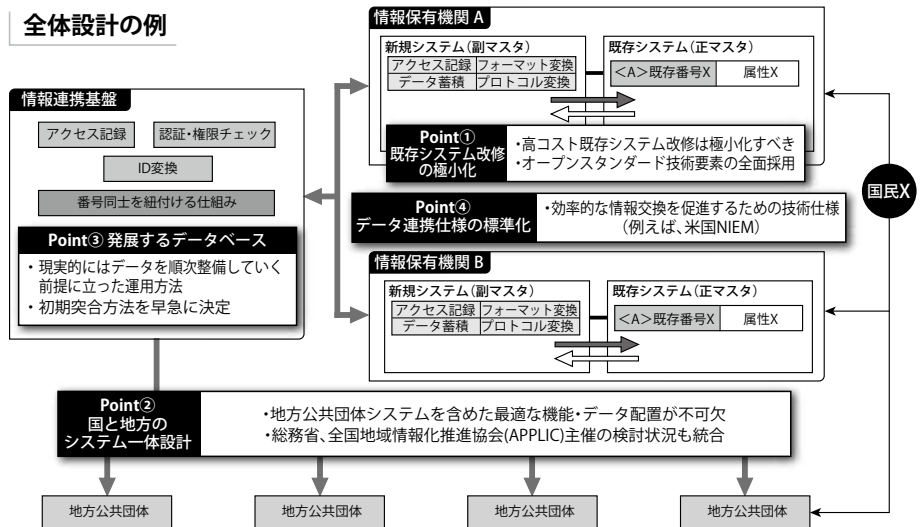 全体設計の例
情報連携基盤
アクセス記録
認証・権限チェック
ID変換
番号同士を紐付ける仕組み
Point③ 発展するデータベース
・現実的にはデータを順次整備していく
前提に立った運用方法
・初期突合方法を早急に決定
情報保有機関 A
新規システム(副マスタ)
アクセス記録
フォーマット変換
データ蓄積
プロトコル変換
既存システム(正マスタ)
<A>既存番号X
属性X
Point①
既存システム改修
の極小化
・高コスト既存システム改修は極小化すべき
・オープンスタンダード技術要素の全面採用
Point④
データ連携仕様の標準化
・効率的な情報交換を促進するための技術仕様
(例えば、米国NIEM)
情報保有機関 B
新規システム(副マスタ)
アクセス記録
フォーマット変換
データ蓄積
プロトコル変換
既存システム(正マスタ)
<A>既存番号X
属性X
国民X
Point②
国と地方の
システム一体設計
・地方公共団体システムを含めた最適な機能・データ配置が不可欠
・総務省、全国地域情報化推進協会(APPLIC)主催の検討状況も統合
地方公共団体
地方公共団体
地方公共団体
地方公共団体